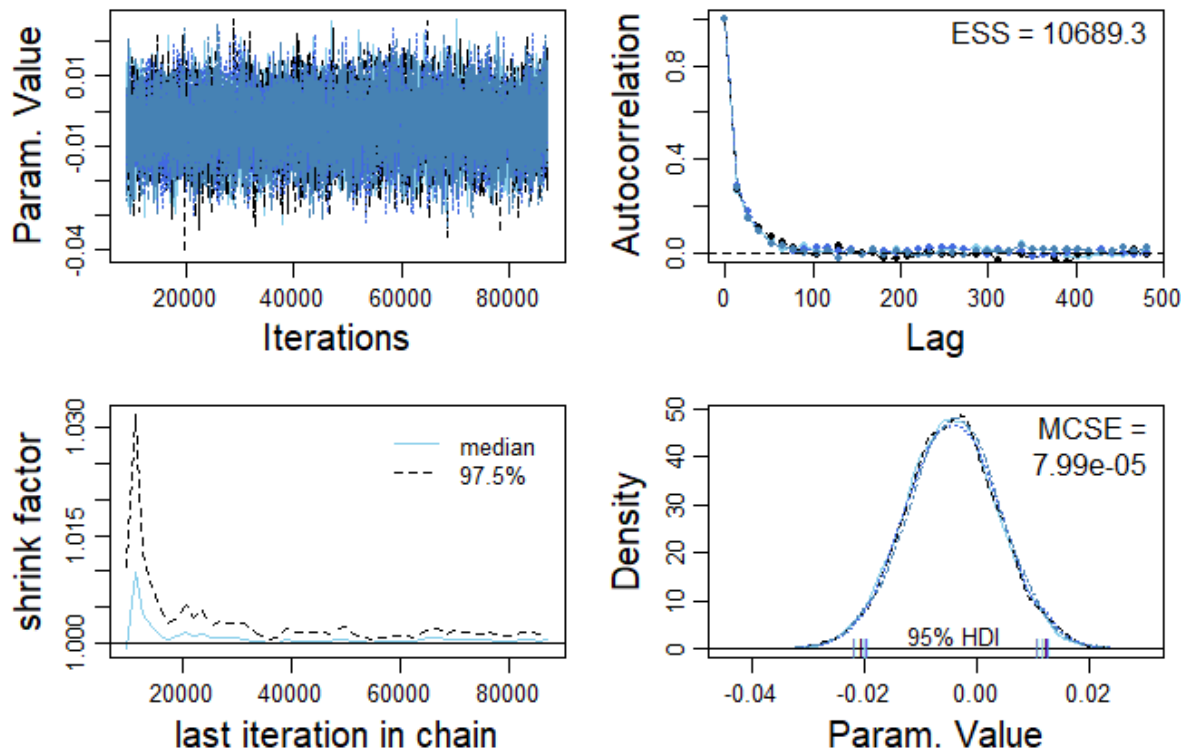 Param. Value
0.01
-0.01
-0.04
20000 40000 60000 80000
Iterations
Autocorrelation
0.8
0.4
0.0
ESS = 10689.3
0 100 200 300 400 500
Lag
shrink factor
1.030
1.015
1.000
median
97.5%
20000 40000 60000 80000
last iteration in chain
Density
50
40
30
20
10
0
MCSE =
7.99e-05
95% HDI
-0.04 -0.02 0.00 0.02
Param. Value